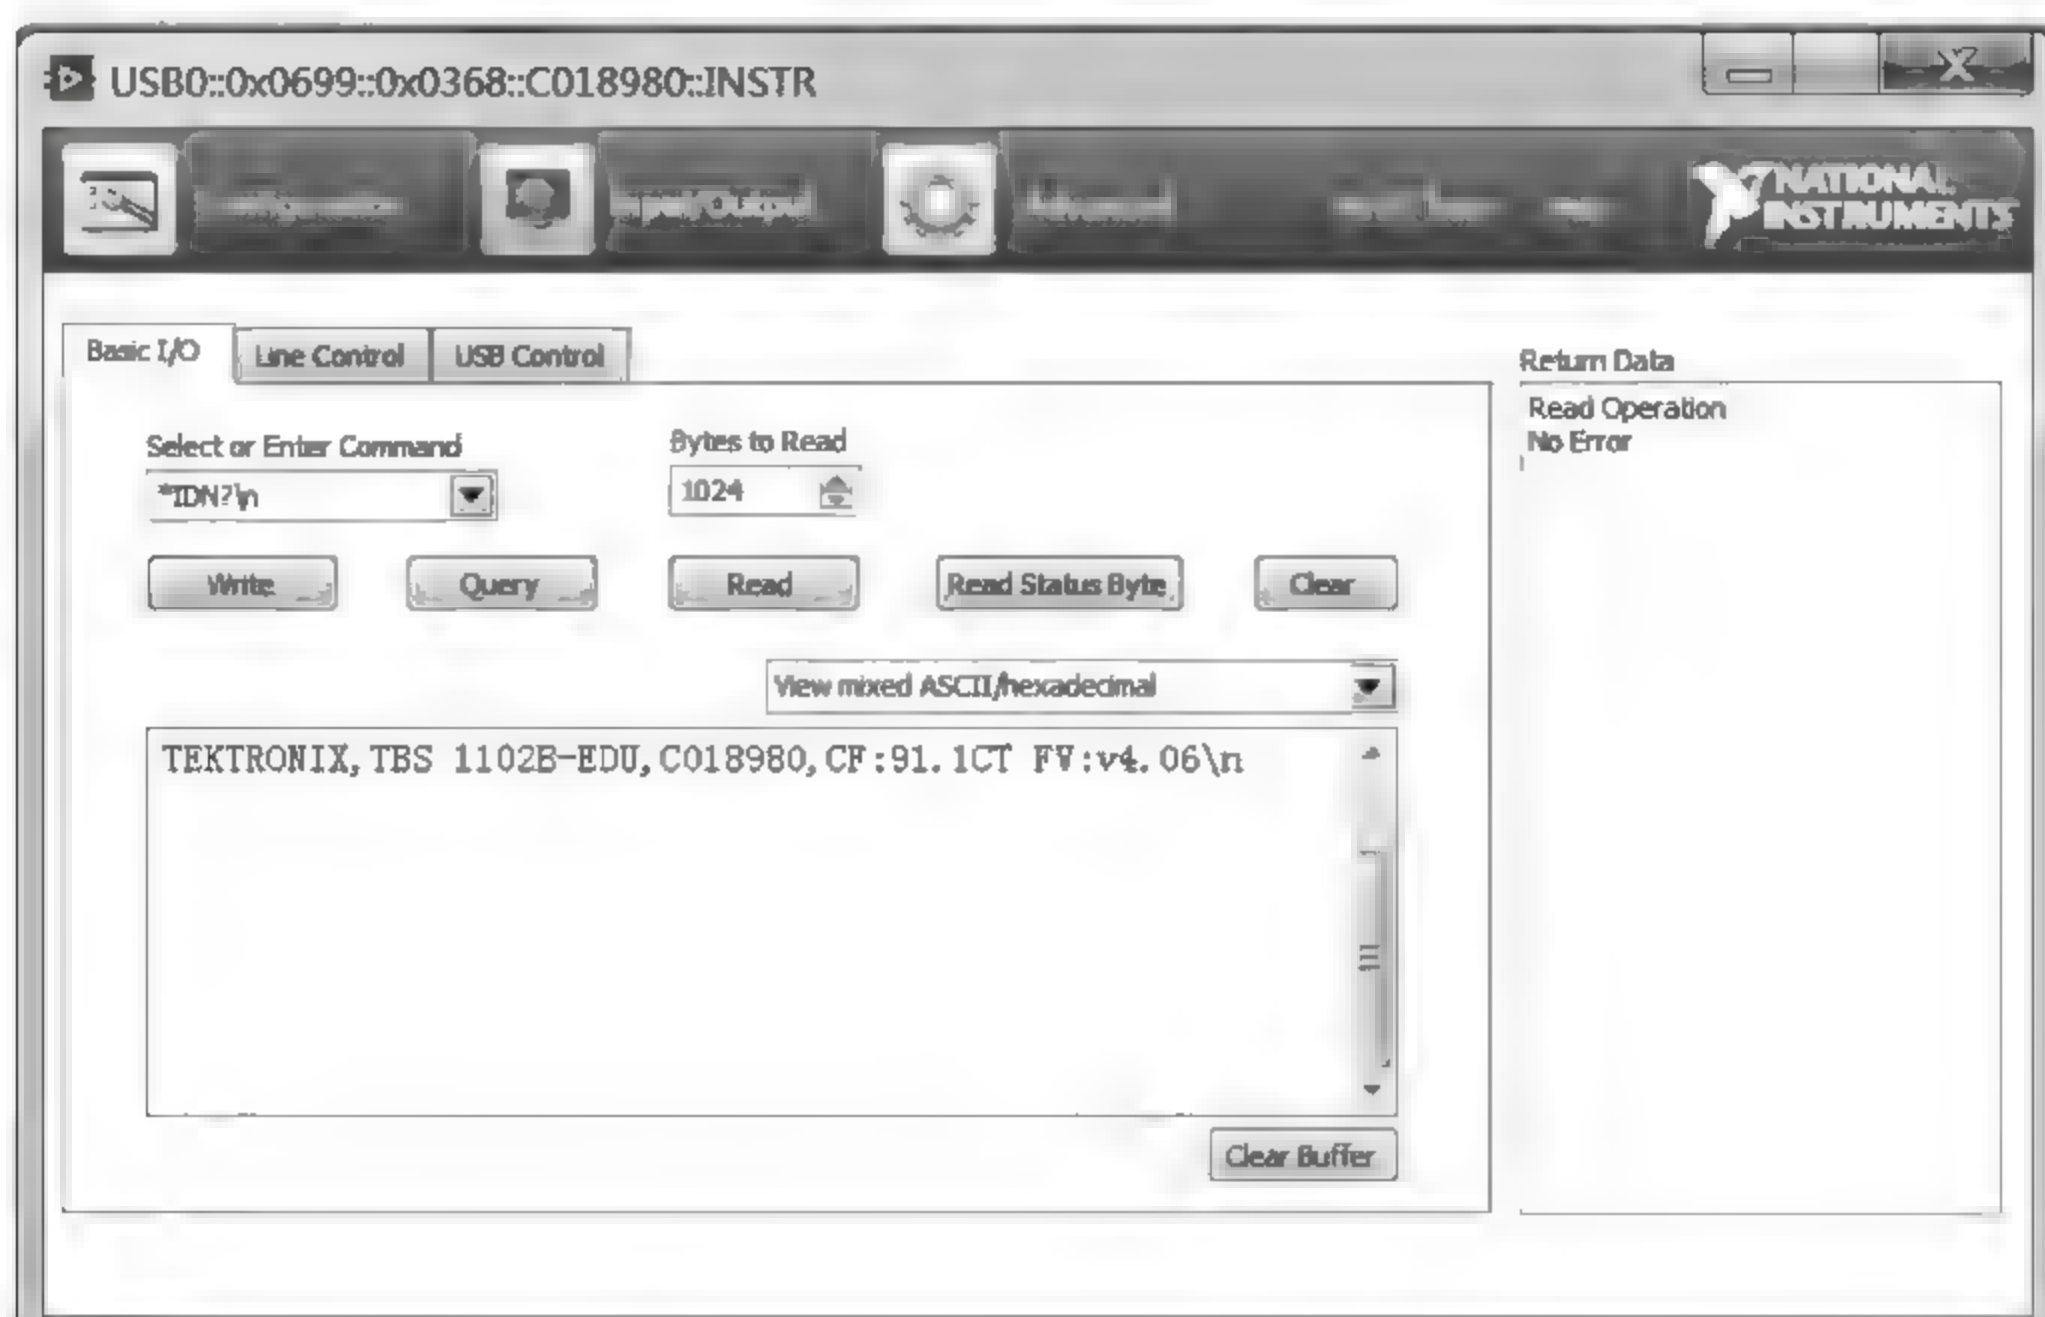 USB0::0x0699::0x0368::C018980::INSTR
NATIONAL
INSTRUMENTS
Basic I/O
Line Control
USB Control
Return Data
Read Operation
No Error
Select or Enter Command
Bytes to Read
*IDN?\n
1024
Write
Query
Read
Read Status Byte
Clear
View mixed ASCII/hexadecimal
TEKTRONIX,TBS 1102B-EDU,C018980,CF:91.1CT FV:v4.06\n
Clear Buffer